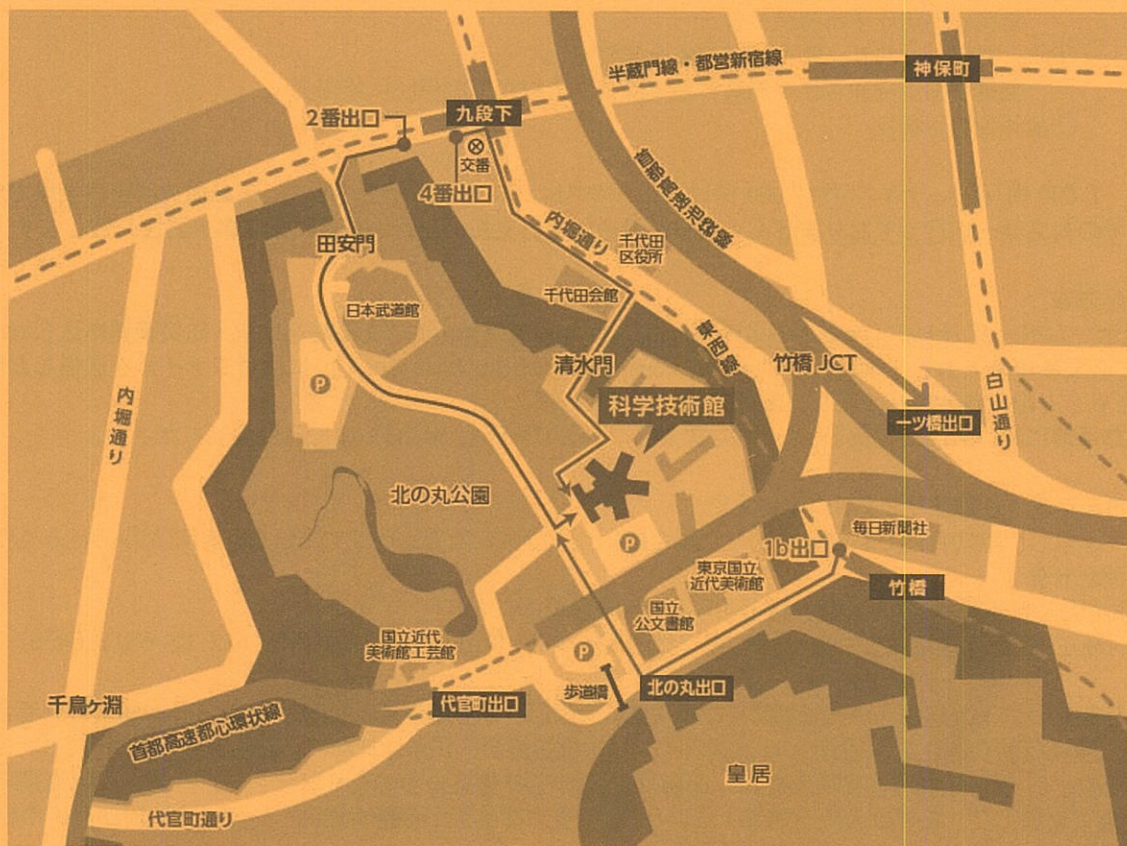 半蔵門線・都営新宿線
神保町
2番出口
九段下
交番
4番出口
首都高速池袋線
田安門
内堀通り
千代田
区役所
千代田会館
日本武道館
東西線
清水門
竹橋 JCT
P
科学技術館
一ツ橋出口
白山通り
内堀通り
北の丸公園
毎日新聞社
P
1b出口
東京国立
近代美術館
竹橋
国立
公文書館
国立近代
美術館工芸館
P
歩道橋
北の丸出口
千鳥ヶ淵
代官町出口
首都高速都心環状線
皇居
代官町通り